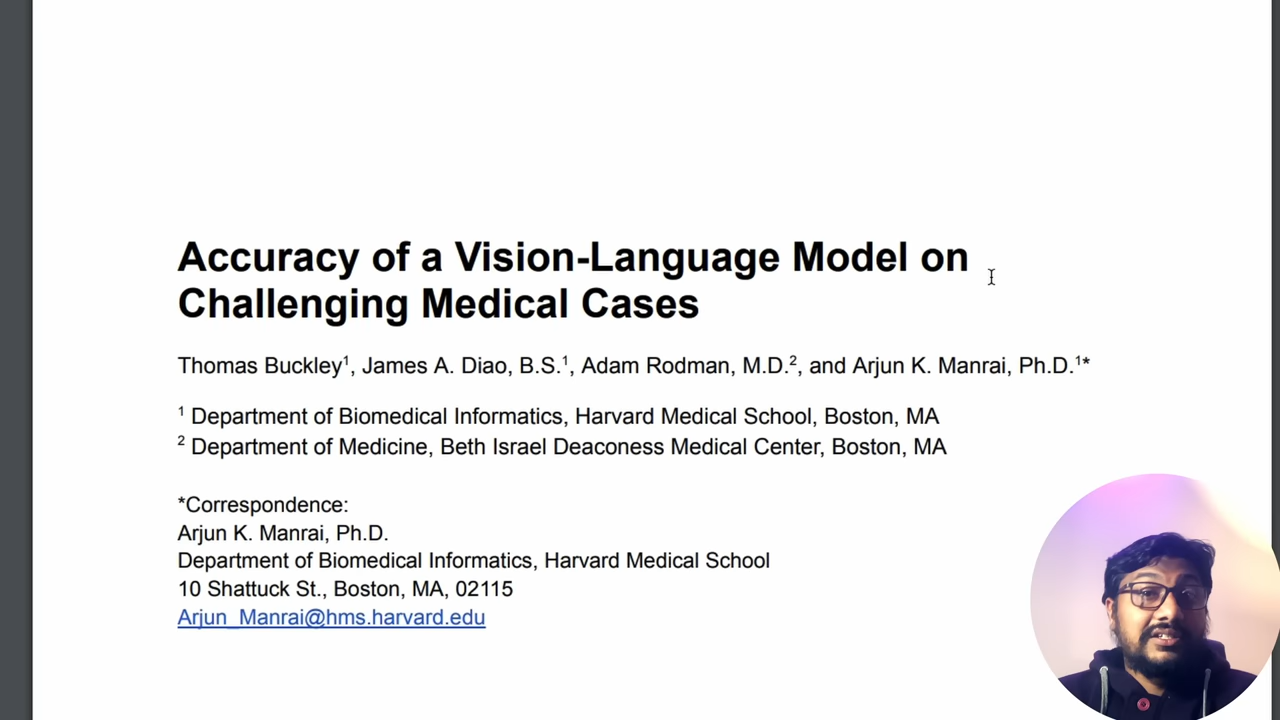 Accuracy of a Vision-Language Model on
Challenging Medical Cases
Thomas Buckley¹, James A. Diao, B.S.¹, Adam Rodman, M.D.², and Arjun K. Manrai, Ph.D.¹*
¹ Department of Biomedical Informatics, Harvard Medical School, Boston, MA
² Department of Medicine, Beth Israel Deaconess Medical Center, Boston, MA
*Correspondence:
Arjun K. Manrai, Ph.D.
Department of Biomedical Informatics, Harvard Medical School
10 Shattuck St., Boston, MA, 02115
Arjun_Manrai@hms.harvard.edu